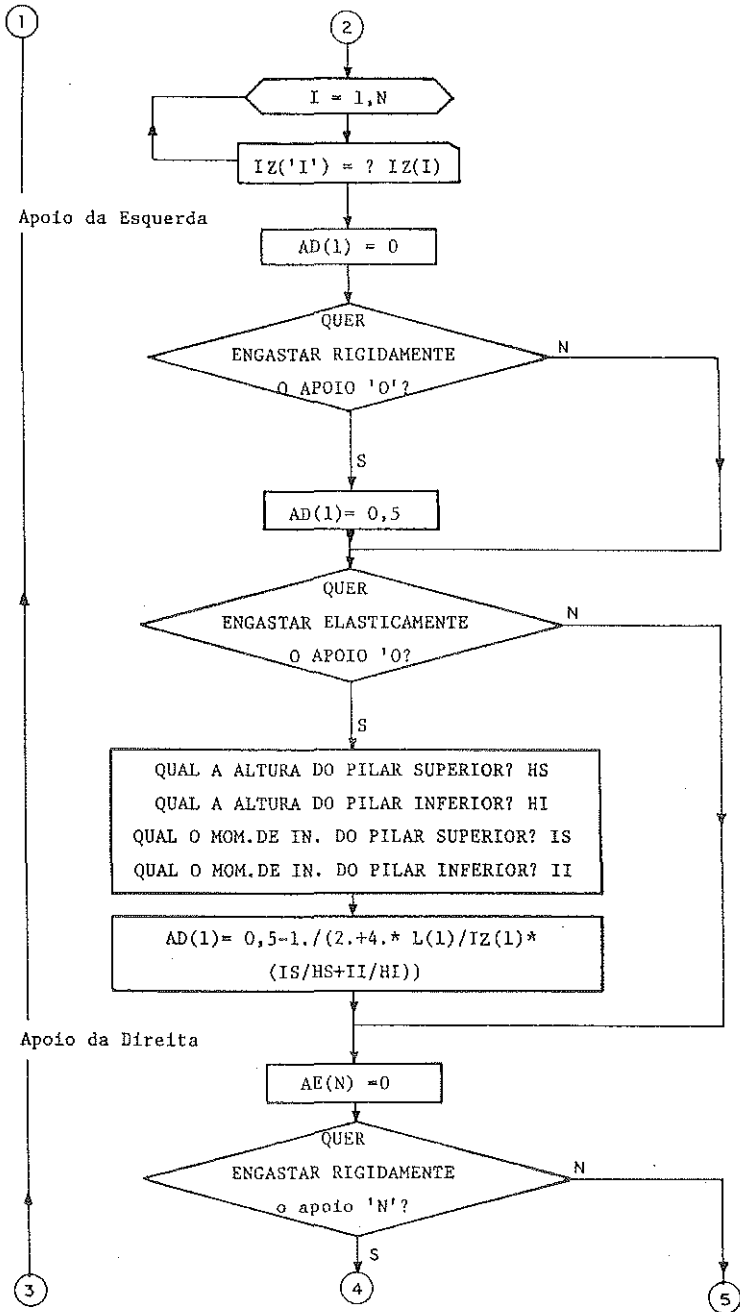 1
2
I = 1,N
IZ('I') = ? IZ(I)
Apoio da Esquerda
AD(1) = 0
QUER
ENGASTAR RIGIDAMENTE
O APOIO 'O'?
N
S
AD(1)= 0,5
QUER
ENGASTAR ELASTICAMENTE
O APOIO 'O?
N
S
QUAL A ALTURA DO PILAR SUPERIOR? HS
QUAL A ALTURA DO PILAR INFERIOR? HI
QUAL O MOM.DE IN. DO PILAR SUPERIOR? IS
QUAL O MOM.DE IN. DO PILAR INFERIOR? II
AD(1)= 0,5-1./(2.+4.* L(1)/IZ(1)*
(IS/HS+II/HI))
Apoio da Direita
AE(N) =0
QUER
ENGASTAR RIGIDAMENTE
o apoio 'N'?
N
S
3
4
5